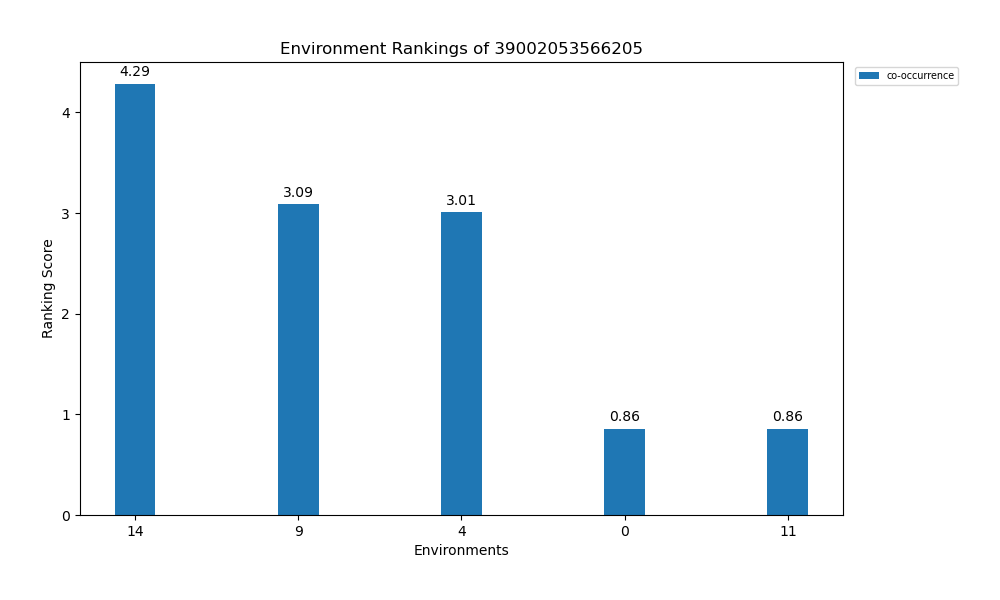 Environment Rankings of 39002053566205
co-occurrence
4.29
3.09
3.01
0.86
0.86
Ranking Score
4
3
2
1
0
14 9 4 0 11
Environments